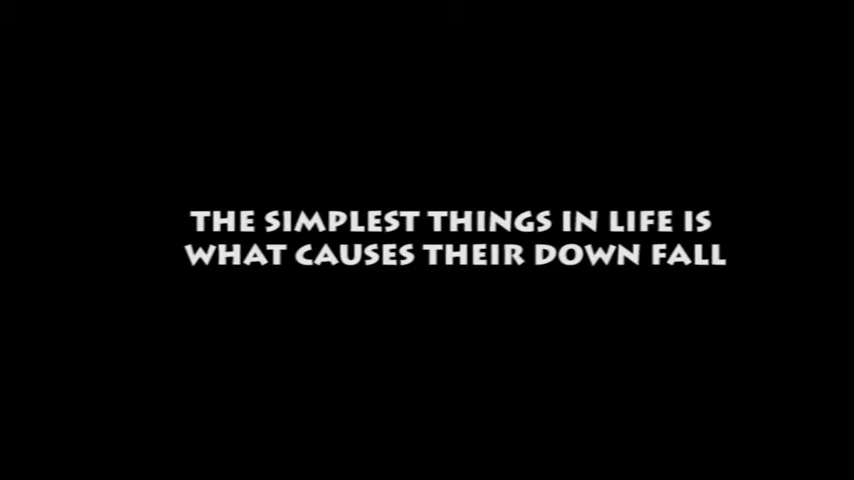 THE SIMPLEST THINGS IN LIFE IS
WHAT CAUSES THEIR DOWN FALL